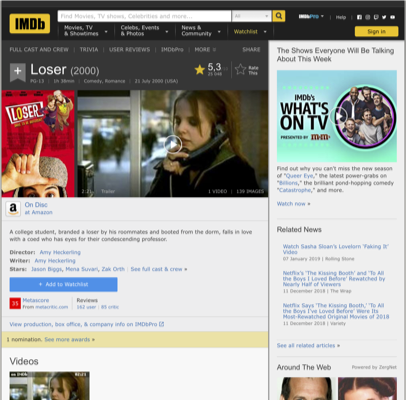 IMDb
Find Movies, TV shows, Celebrities and more...
All
Movies, TV & Showtimes
Celebs, Events & Photos
News & Community
Watchlist
IMDbPro
Help
Sign in
FULL CAST AND CREW | TRIVIA | USER REVIEWS | IMDbPro | MORE
SHARE
Loser (2000)
PG-13 | 1h 38min | Comedy, Romance | 21 July 2000 (USA)
5,3
Rate This
LOSER
2:21 | Trailer
1 VIDEO | 139 IMAGES
On Disc
at Amazon
A college student, branded a loser by his roommates and booted from the dorm, falls in
love with a coed who has eyes for their condescending professor.
Director: Amy Heckerling
Writer: Amy Heckerling
Stars: Jason Biggs, Mena Suvari, Zak Orth | See full cast & crew »
+ Add to Watchlist
35
Metascore
From metacritic.com
Reviews
162 user | 95 critic
View production, box office, & company info on IMDbPro
1 nomination. See more awards »
Videos
The Shows Everyone Will Be Talking
About This Week
IMDb's
WHAT'S
ON TV
PRESENTED BY m&m's
Find out why you can't miss the new season
of "Queer Eye," the latest power-grabs on
"Billions," the brilliant pond-hopping comedy
"Catastrophe," and more.
Watch now »
Related News
Watch Sasha Sloan's Lovelorn 'Faking It'
Video
07 January 2019 | Rolling Stone
Netflix's 'The Kissing Booth' and 'To All
the Boys I Loved Before' Rewatched by
Nearly Half of Viewers
11 December 2018 | The Wrap
Netflix Says 'The Kissing Booth,' 'To All
the Boys I've Loved Before' Were Its
Most-Rewatched Original Movies of 2018
11 December 2018 | Variety
See all related articles »
Around The Web
Powered by ZergNet